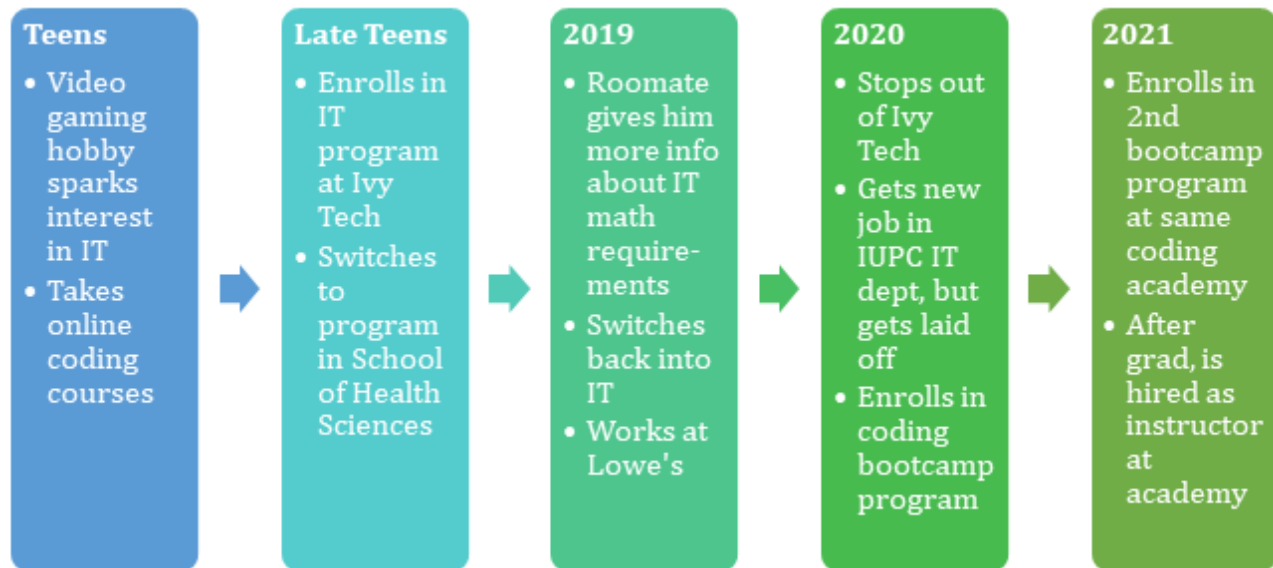 Teens
• Video
gaming
hobby
sparks
interest
in IT
• Takes
online
coding
courses
Late Teens
• Enrolls in
IT
program
at Ivy
Tech
• Switches
to
program
in School
of Health
Sciences
2019
• Roomate
gives him
more info
about IT
math
require-
ments
• Switches
back into
IT
• Works at
Lowe's
2020
• Stops out
of Ivy
Tech
• Gets new
job in
IUPC IT
dept, but
gets laid
off
• Enrolls in
coding
bootcamp
program
2021
• Enrolls in
2nd
bootcamp
program
at same
coding
academy
• After
grad, is
hired as
instructor
at
academy